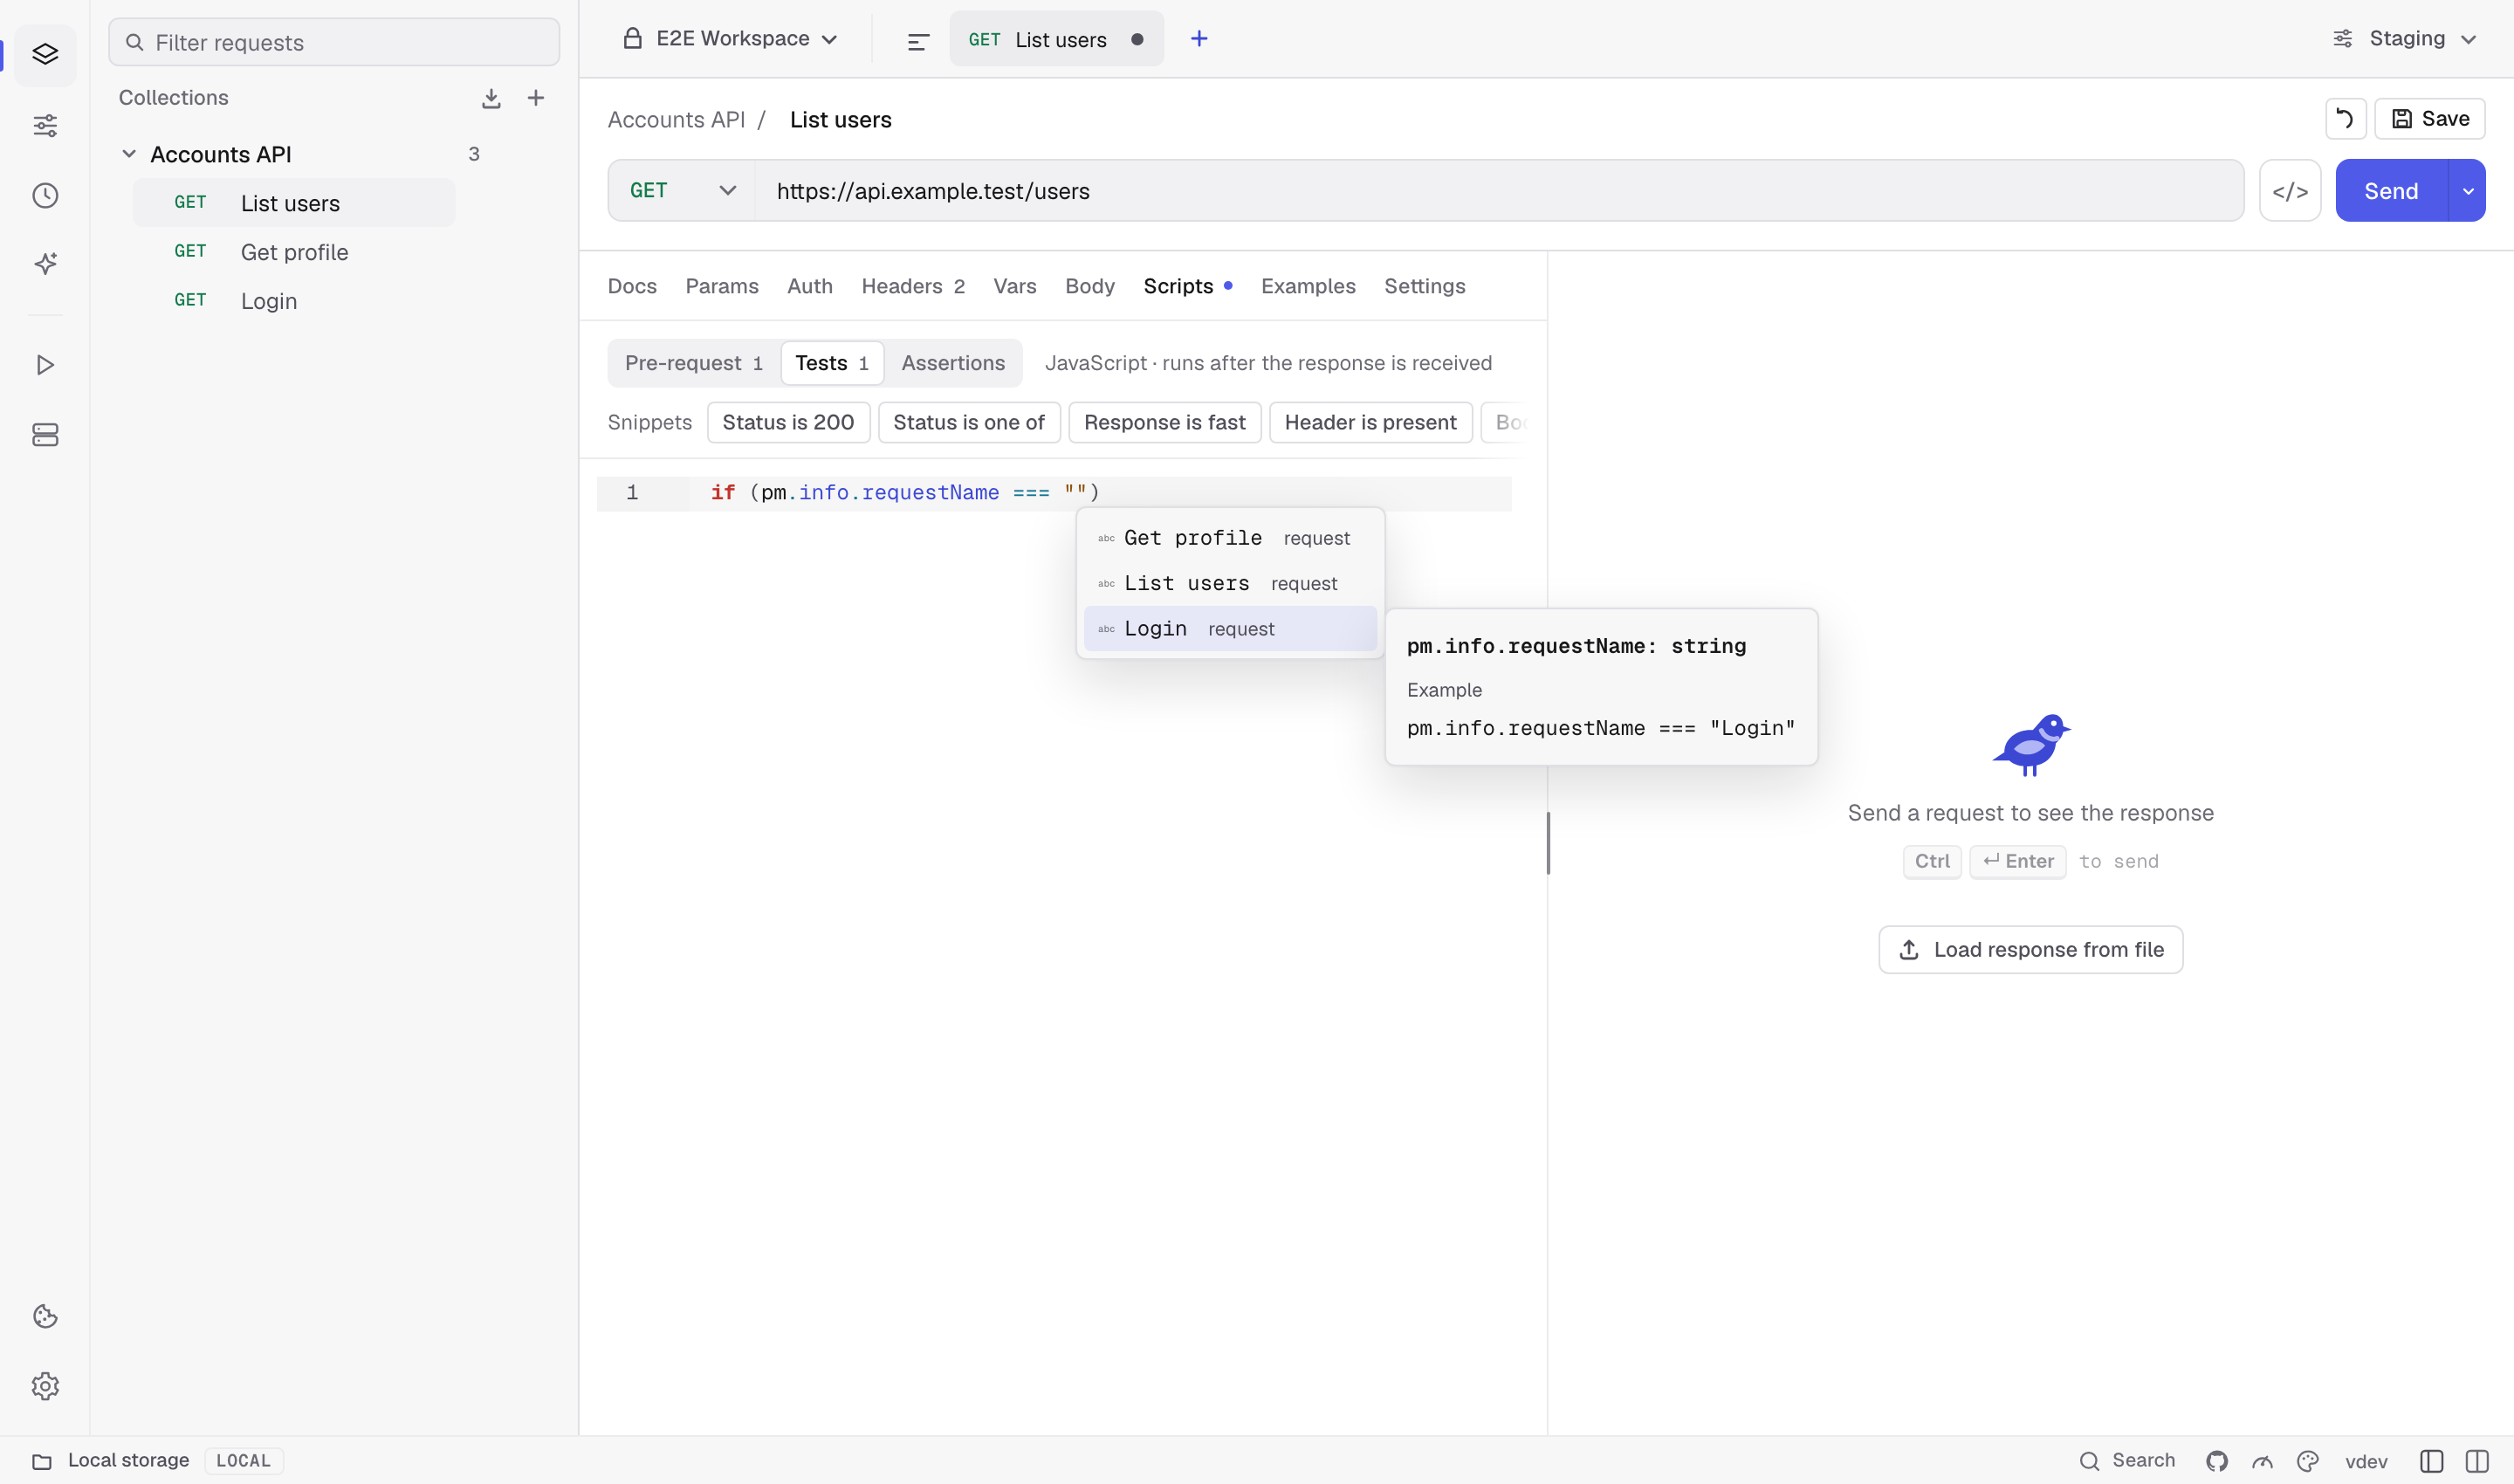 Filter requests
Collections
Accounts API 3
GET List users
GET Get profile
GET Login
E2E Workspace
GET List users
Staging
Accounts API / List users
Save
GET https://api.example.test/users
</> Send
Docs Params Auth Headers 2 Vars Body Scripts Examples Settings
Pre-request 1 Tests 1 Assertions JavaScript · runs after the response is received
Snippets Status is 200 Status is one of Response is fast Header is present
1 if (pm.info.requestName === "")
abc Get profile request
abc List users request
abc Login request
pm.info.requestName: string
Example
pm.info.requestName === "Login"
Send a request to see the response
Ctrl Enter to send
Load response from file
Local storage LOCAL
Search vdev